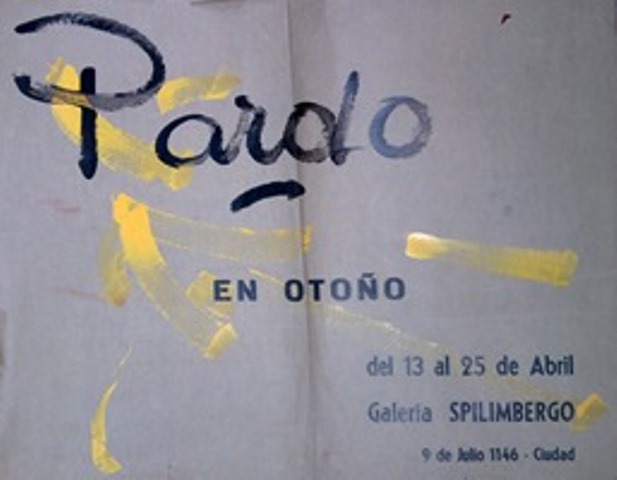 Pardo
EN OTOÑO
del 13 al 25 de Abril
Galeria SPILIMBERGO
9 de Julio 1146 - Ciudad